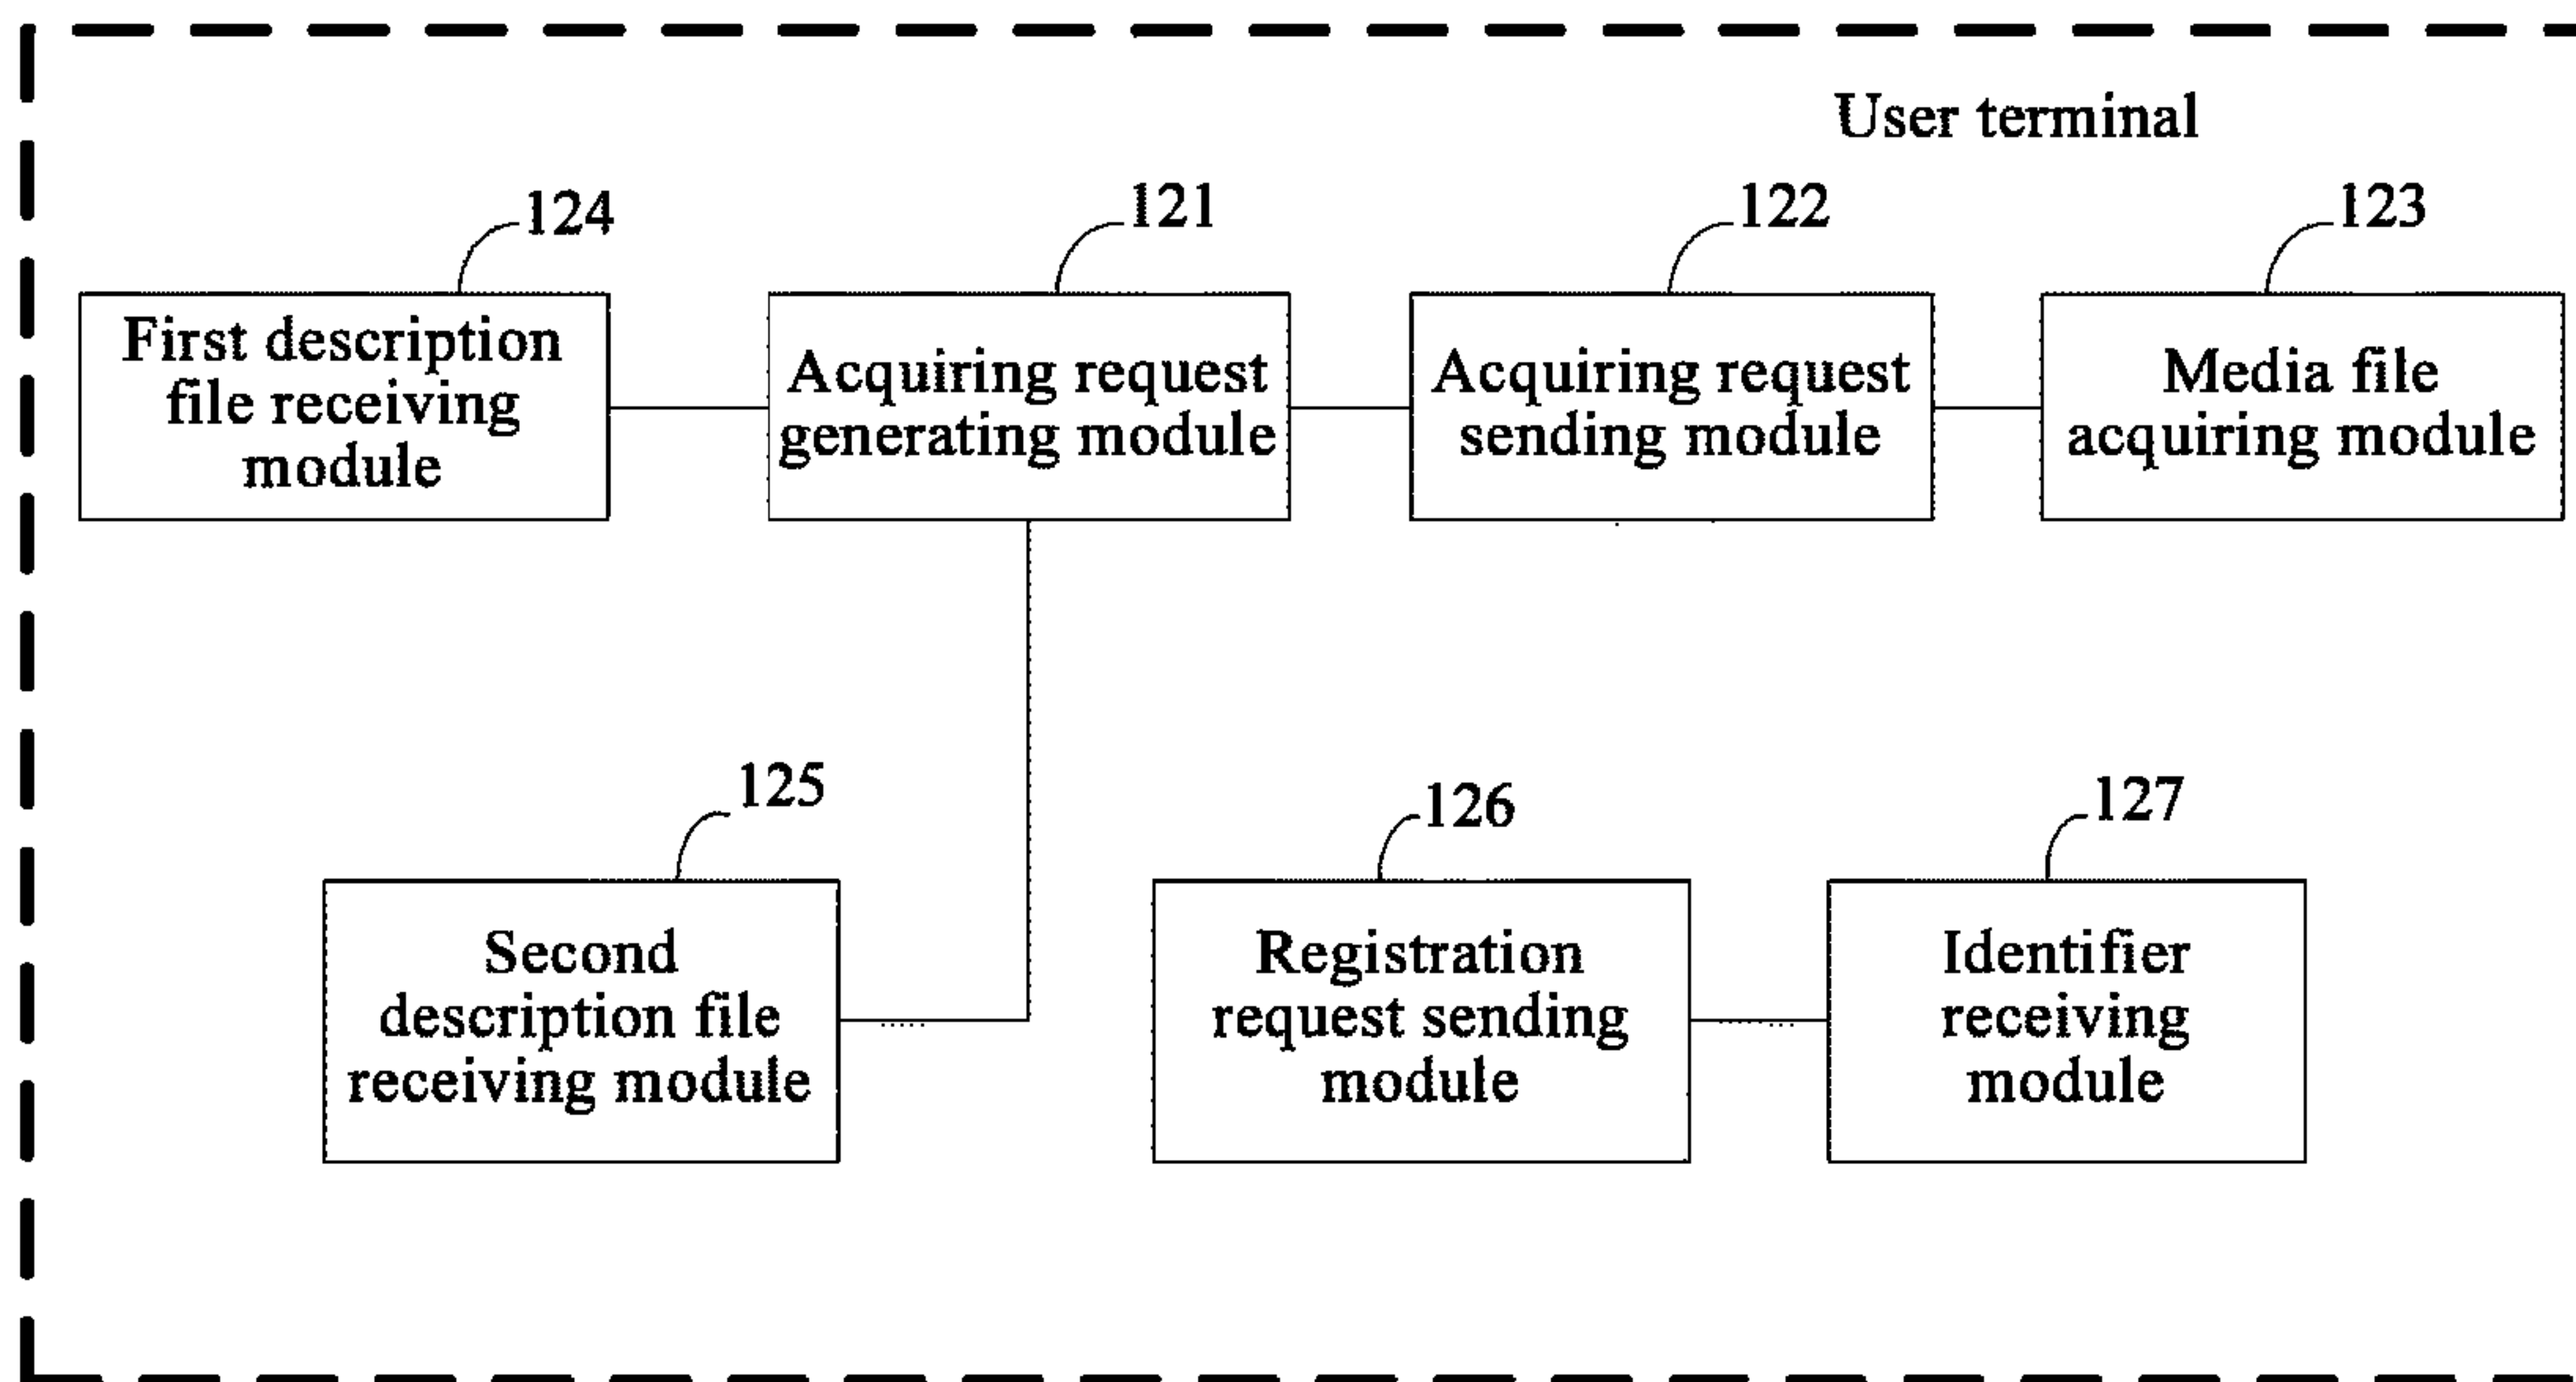 User terminal
124
121
122
123
First description
file receiving
module
Acquiring request
generating module
Acquiring request
sending module
Media file
acquiring module
125
126
127
Second
description file
receiving module
Registration
request sending
module
Identifier
receiving
module